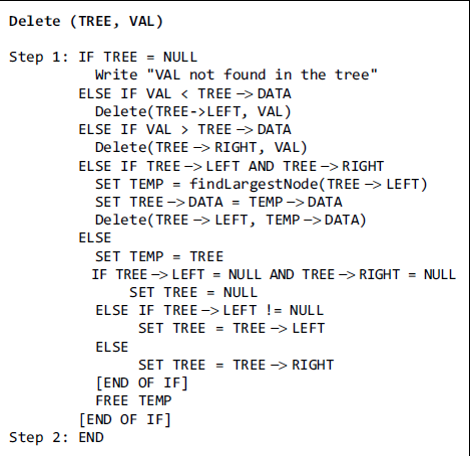 Delete (TREE, VAL)
Step 1: IF TREE = NULL
Write "VAL not found in the tree"
ELSE IF VAL < TREE —> DATA
Delete(TREE->LEFT, VAL)
ELSE IF VAL > TREE —> DATA
Delete(TREE —> RIGHT, VAL)
ELSE IF TREE —> LEFT AND TREE —> RIGHT
SET TEMP = findLargestNode(TREE —> LEFT)
SET TREE —> DATA = TEMP —> DATA
Delete(TREE —> LEFT, TEMP —> DATA)
ELSE
SET TEMP = TREE
IF TREE —> LEFT = NULL AND TREE —> RIGHT = NULL
SET TREE = NULL
ELSE IF TREE —> LEFT != NULL
SET TREE = TREE —> LEFT
ELSE
SET TREE = TREE —> RIGHT
[END OF IF]
FREE TEMP
[END OF IF]
Step 2: END